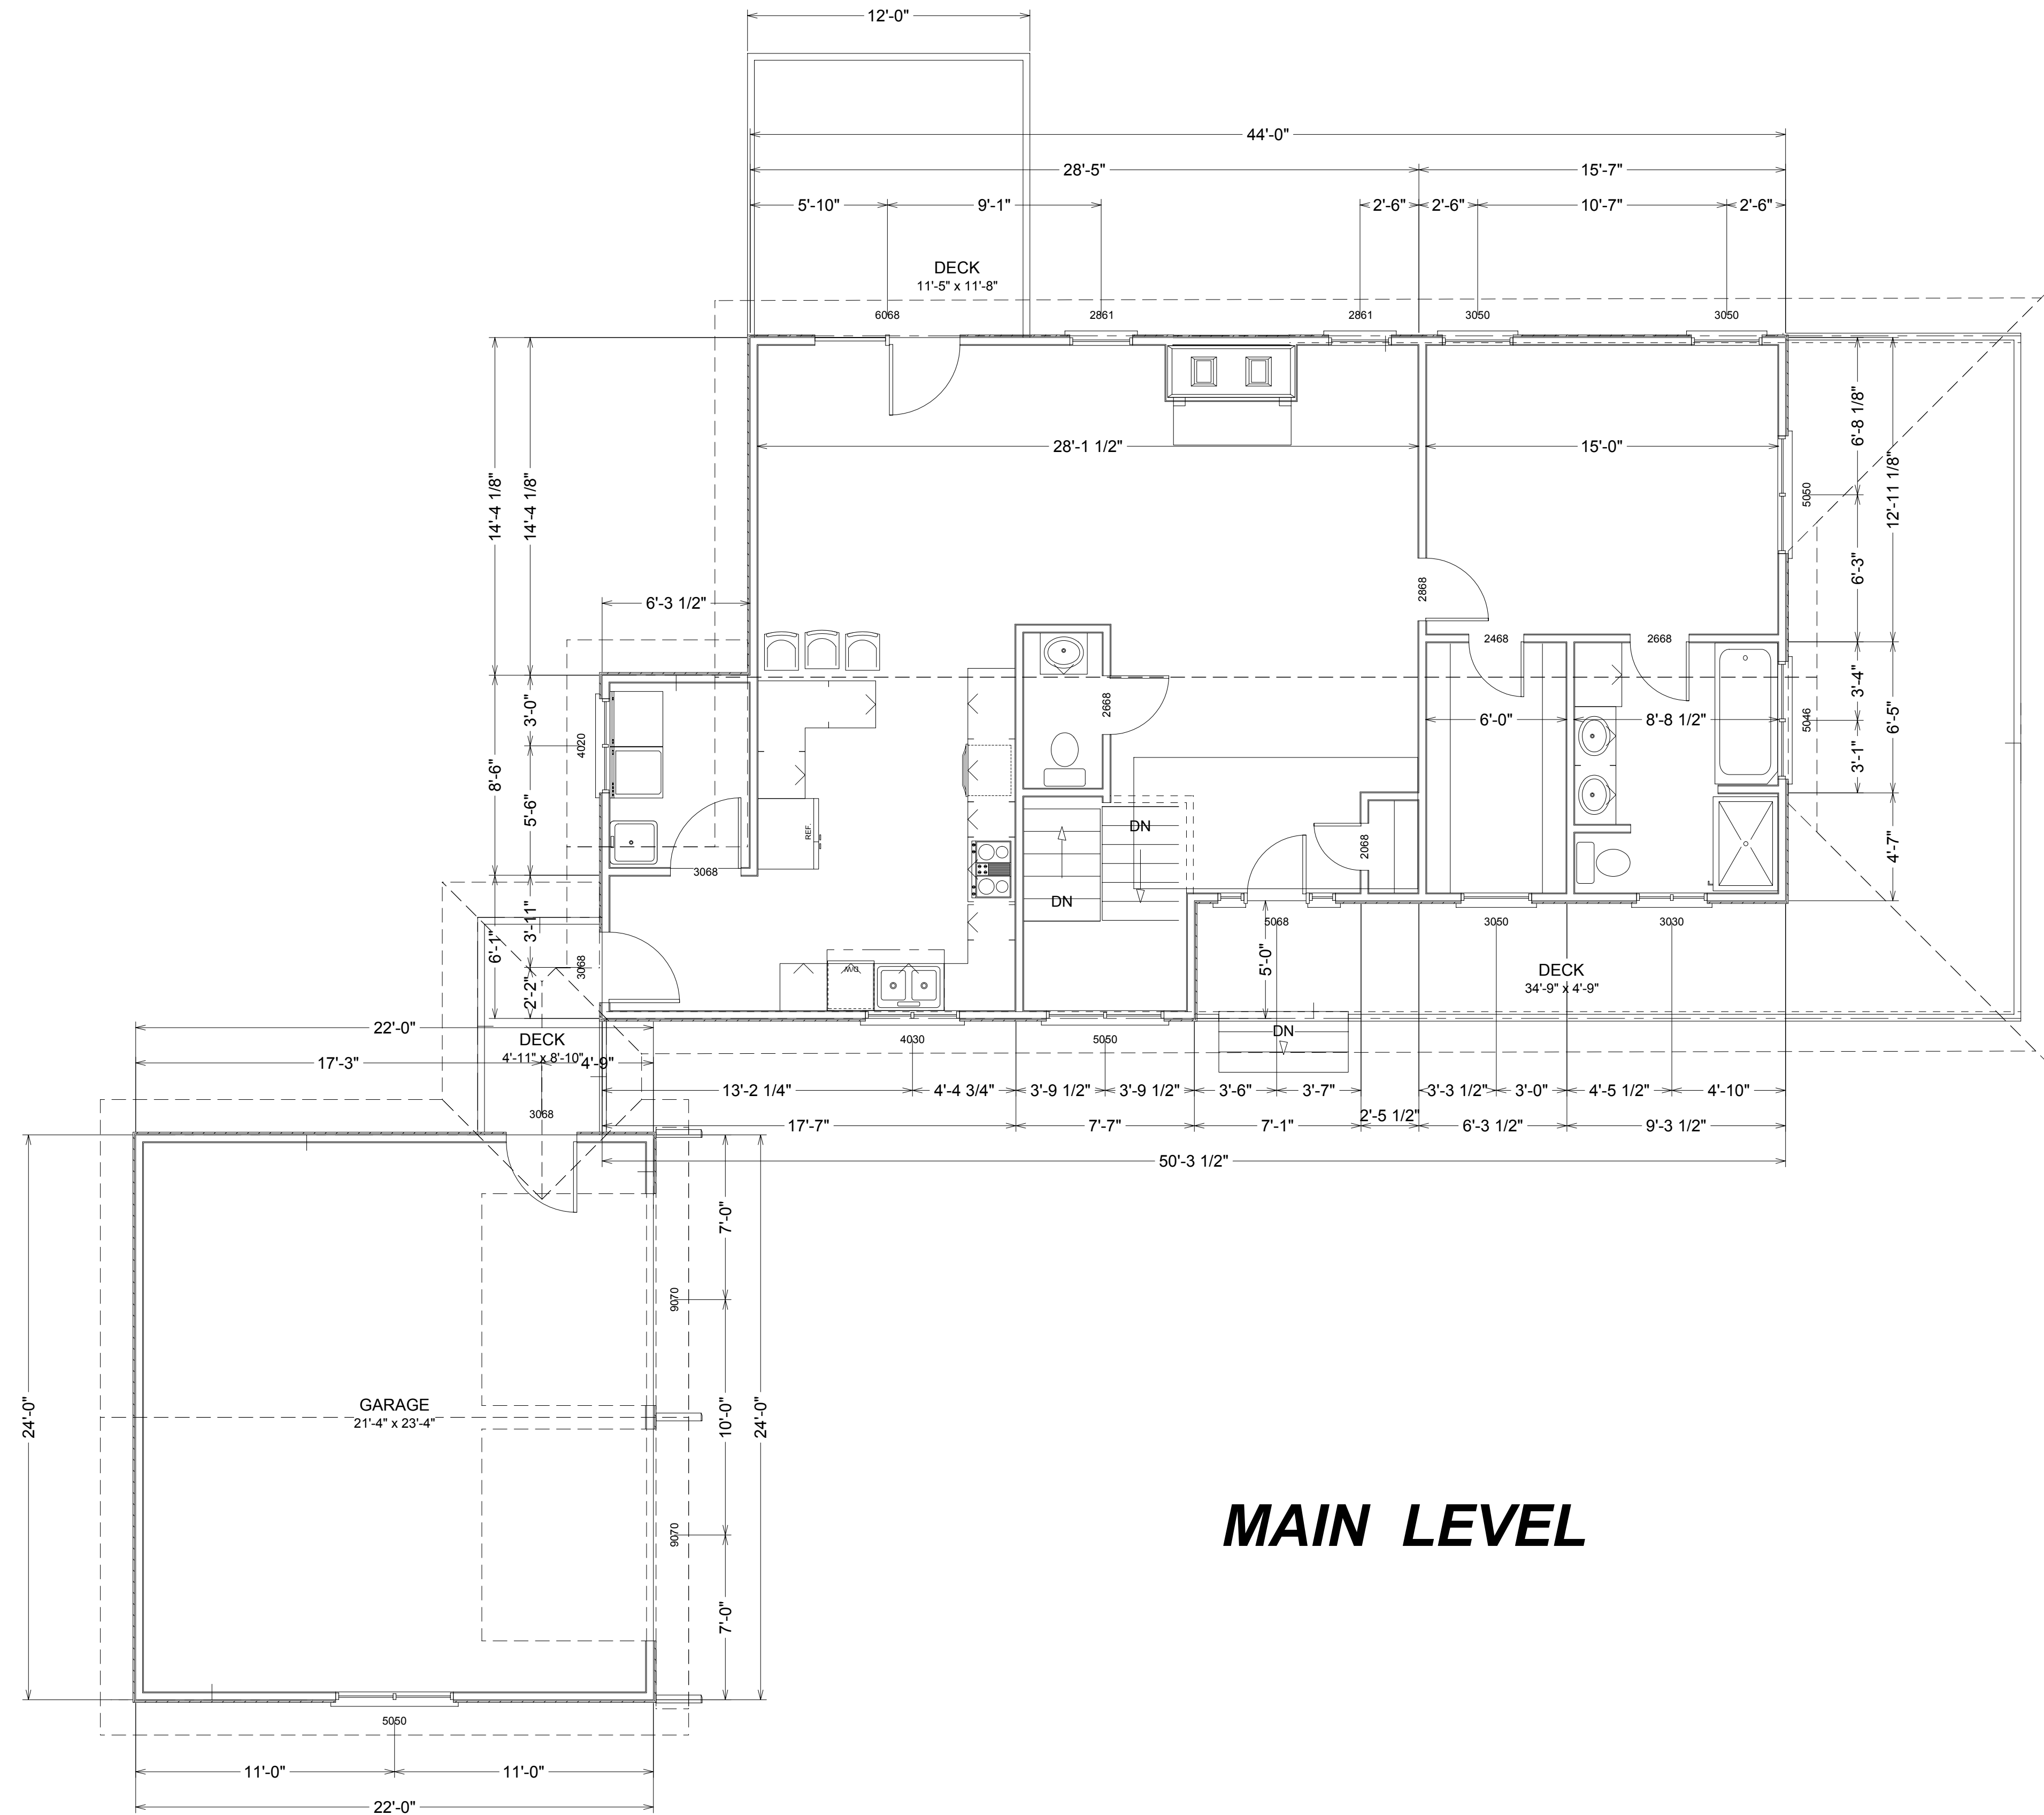 12'-0"
44'-0"
28'-5" 15'-7"
5'-10" 9'-1" 2'-6" 2'-6" 10'-7" 2'-6"
DECK
11'-5" x 11'-8"
6068 2861 2861 3050 3050
28'-1 1/2" 15'-0"
14'-4 1/8" 14'-4 1/8"
6'-8 1/8"
12'-11 1/8"
5050
6'-3"
2868
6'-3 1/2"
2468 2668
2668
6'-0" 8'-8 1/2"
3'-4"
6'-5"
5046
3'-1"
3'-0"
4020
8'-6"
5'-6"
REF.
DN
DN
2068
4'-7"
3068
3'-11"
6'-1"
3068
2'-2"
D/W
5068 3050 3030
5'-0"
DECK
34'-9" x 4'-9"
DN
22'-0"
DECK
4'-11" x 8'-10"
17'-3" 4'-9"
4030 5050
13'-2 1/4" 4'-4 3/4" 3'-9 1/2" 3'-9 1/2" 3'-6" 3'-7" 3'-3 1/2" 3'-0" 4'-5 1/2" 4'-10"
3068
17'-7" 7'-7" 7'-1" 2'-5 1/2" 6'-3 1/2" 9'-3 1/2"
50'-3 1/2"
7'-0"
9070
24'-0"
GARAGE
21'-4" x 23'-4"
10'-0"
24'-0"
9070
7'-0"
MAIN LEVEL
5050
11'-0" 11'-0"
22'-0"